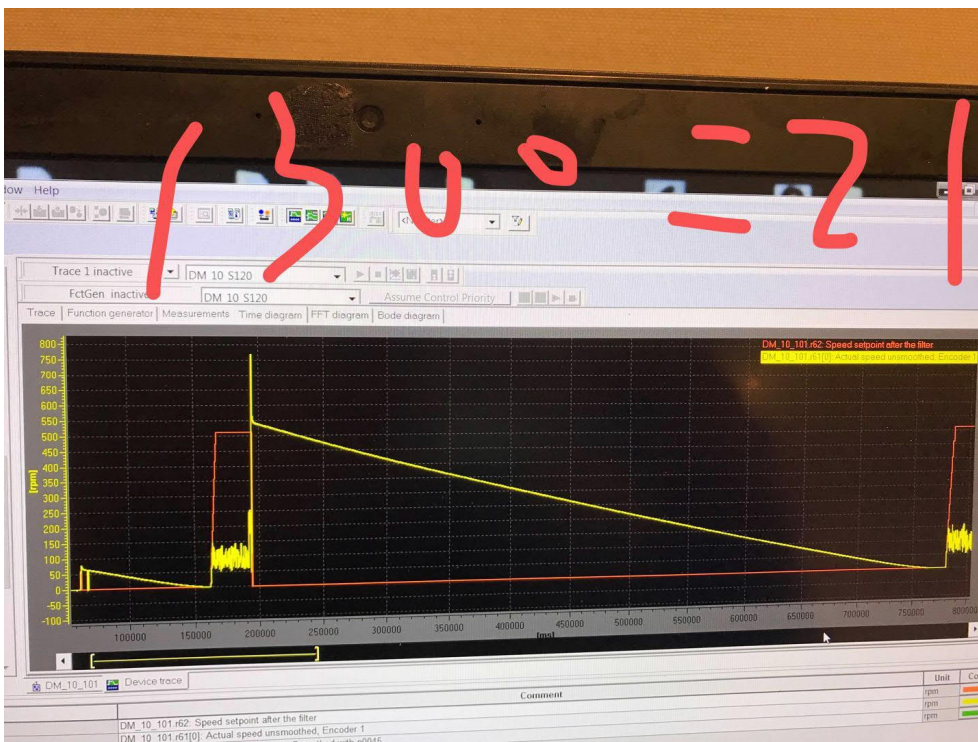 1300=21
Help
Trace 1 inactive DM 10 S120
FctGen inactive DM 10 S120 Assume Control Priority
Trace Function generator Measurements Time diagram FFT diagram Bode diagram
DM_10_101.r62: Speed setpoint after the filter
DM_10_101.r61[0]: Actual speed unsmoothed, Encoder 1
800
750
700
650
600
550
500
450
400
350
300
250
200
150
100
50
0
-50
-100
[rpm]
100000 150000 200000 250000 300000 350000 400000 450000 500000 550000 600000 650000 700000 750000 800000
[ms]
DM_10_101 Device trace
Comment Unit
DM_10_101.r62: Speed setpoint after the filter rpm
DM_10_101.r61[0]: Actual speed unsmoothed, Encoder 1 rpm
rpm